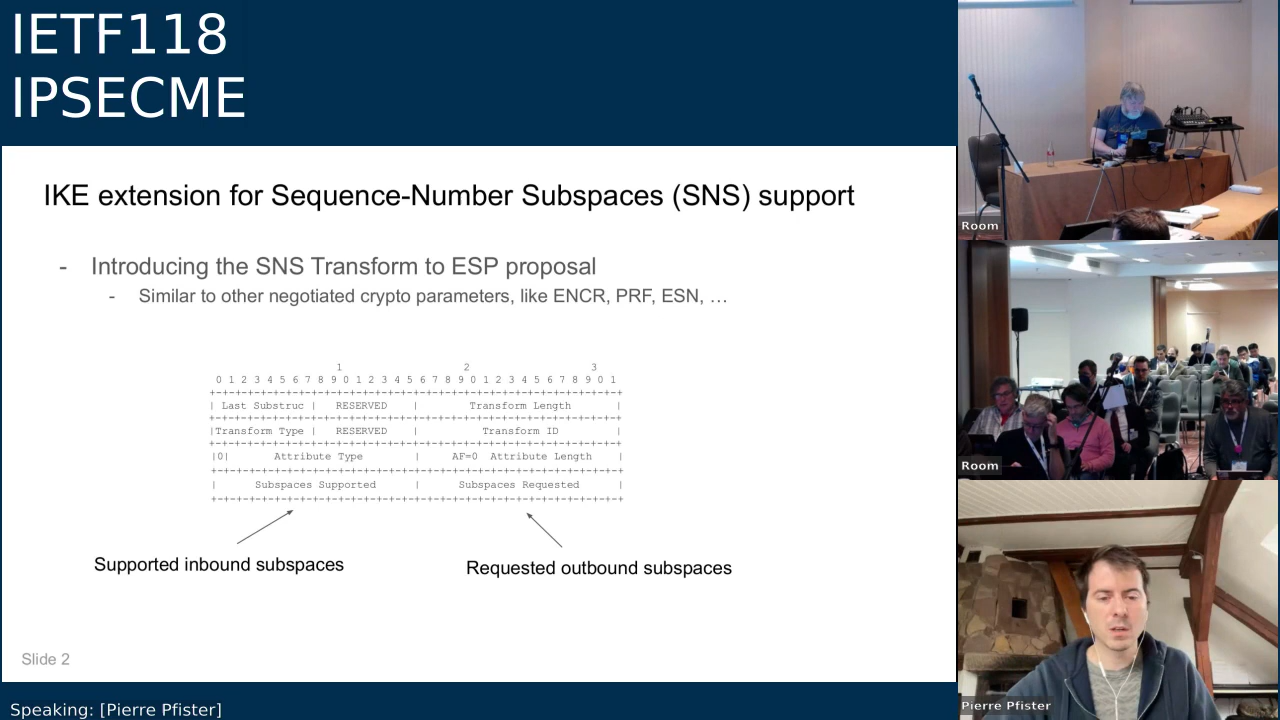 IETF118
IPSECME
IKE extension for Sequence-Number Subspaces (SNS) support
- Introducing the SNS Transform to ESP proposal
- Similar to other negotiated crypto parameters, like ENCR, PRF, ESN, …
1 2 3
0 1 2 3 4 5 6 7 8 9 0 1 2 3 4 5 6 7 8 9 0 1 2 3 4 5 6 7 8 9 0 1
+-+-+-+-+-+-+-+-+-+-+-+-+-+-+-+-+-+-+-+-+-+-+-+-+-+-+-+-+-+-+-+-+
| Last Substruc | RESERVED | Transform Length |
+-+-+-+-+-+-+-+-+-+-+-+-+-+-+-+-+-+-+-+-+-+-+-+-+-+-+-+-+-+-+-+-+
|Transform Type | RESERVED | Transform ID |
+-+-+-+-+-+-+-+-+-+-+-+-+-+-+-+-+-+-+-+-+-+-+-+-+-+-+-+-+-+-+-+-+
|0| Attribute Type | AF=0 Attribute Length |
+-+-+-+-+-+-+-+-+-+-+-+-+-+-+-+-+-+-+-+-+-+-+-+-+-+-+-+-+-+-+-+-+
| Subspaces Supported | Subspaces Requested |
+-+-+-+-+-+-+-+-+-+-+-+-+-+-+-+-+-+-+-+-+-+-+-+-+-+-+-+-+-+-+-+-+
Supported inbound subspaces
Requested outbound subspaces
Slide 2
Speaking: [Pierre Pfister]
Room
Room
Pierre Pfister